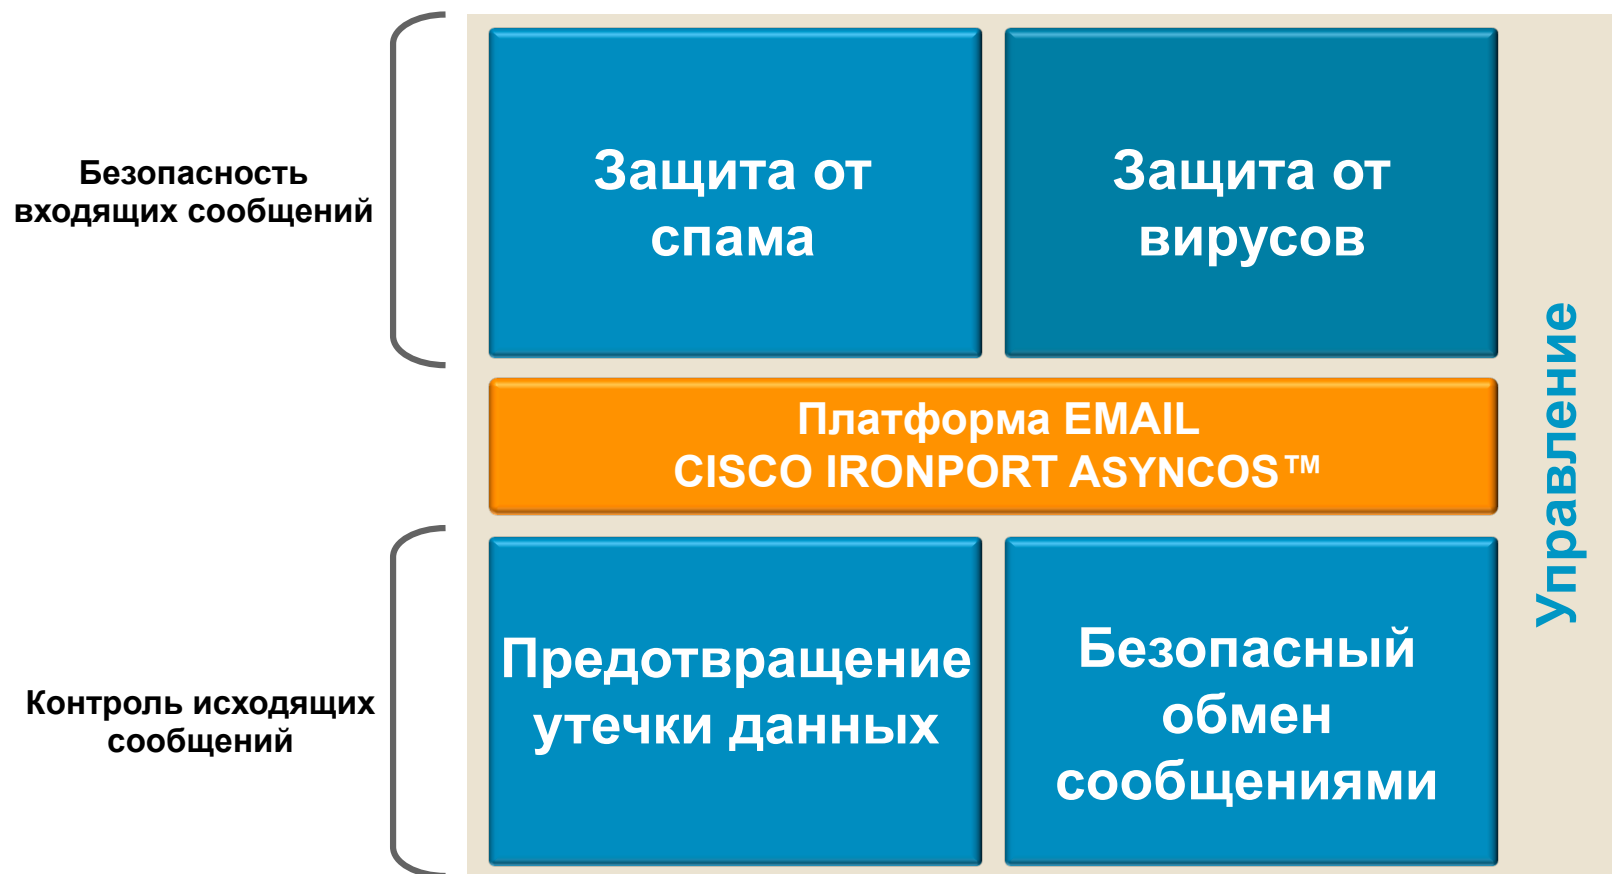 Безопасность
входящих сообщений
Защита от
спама
Защита от
вирусов
Платформа EMAIL
CISCO IRONPORT ASYNCOS™
Управление
Контроль исходящих
сообщений
Предотвращение
утечки данных
Безопасный
обмен
сообщениями